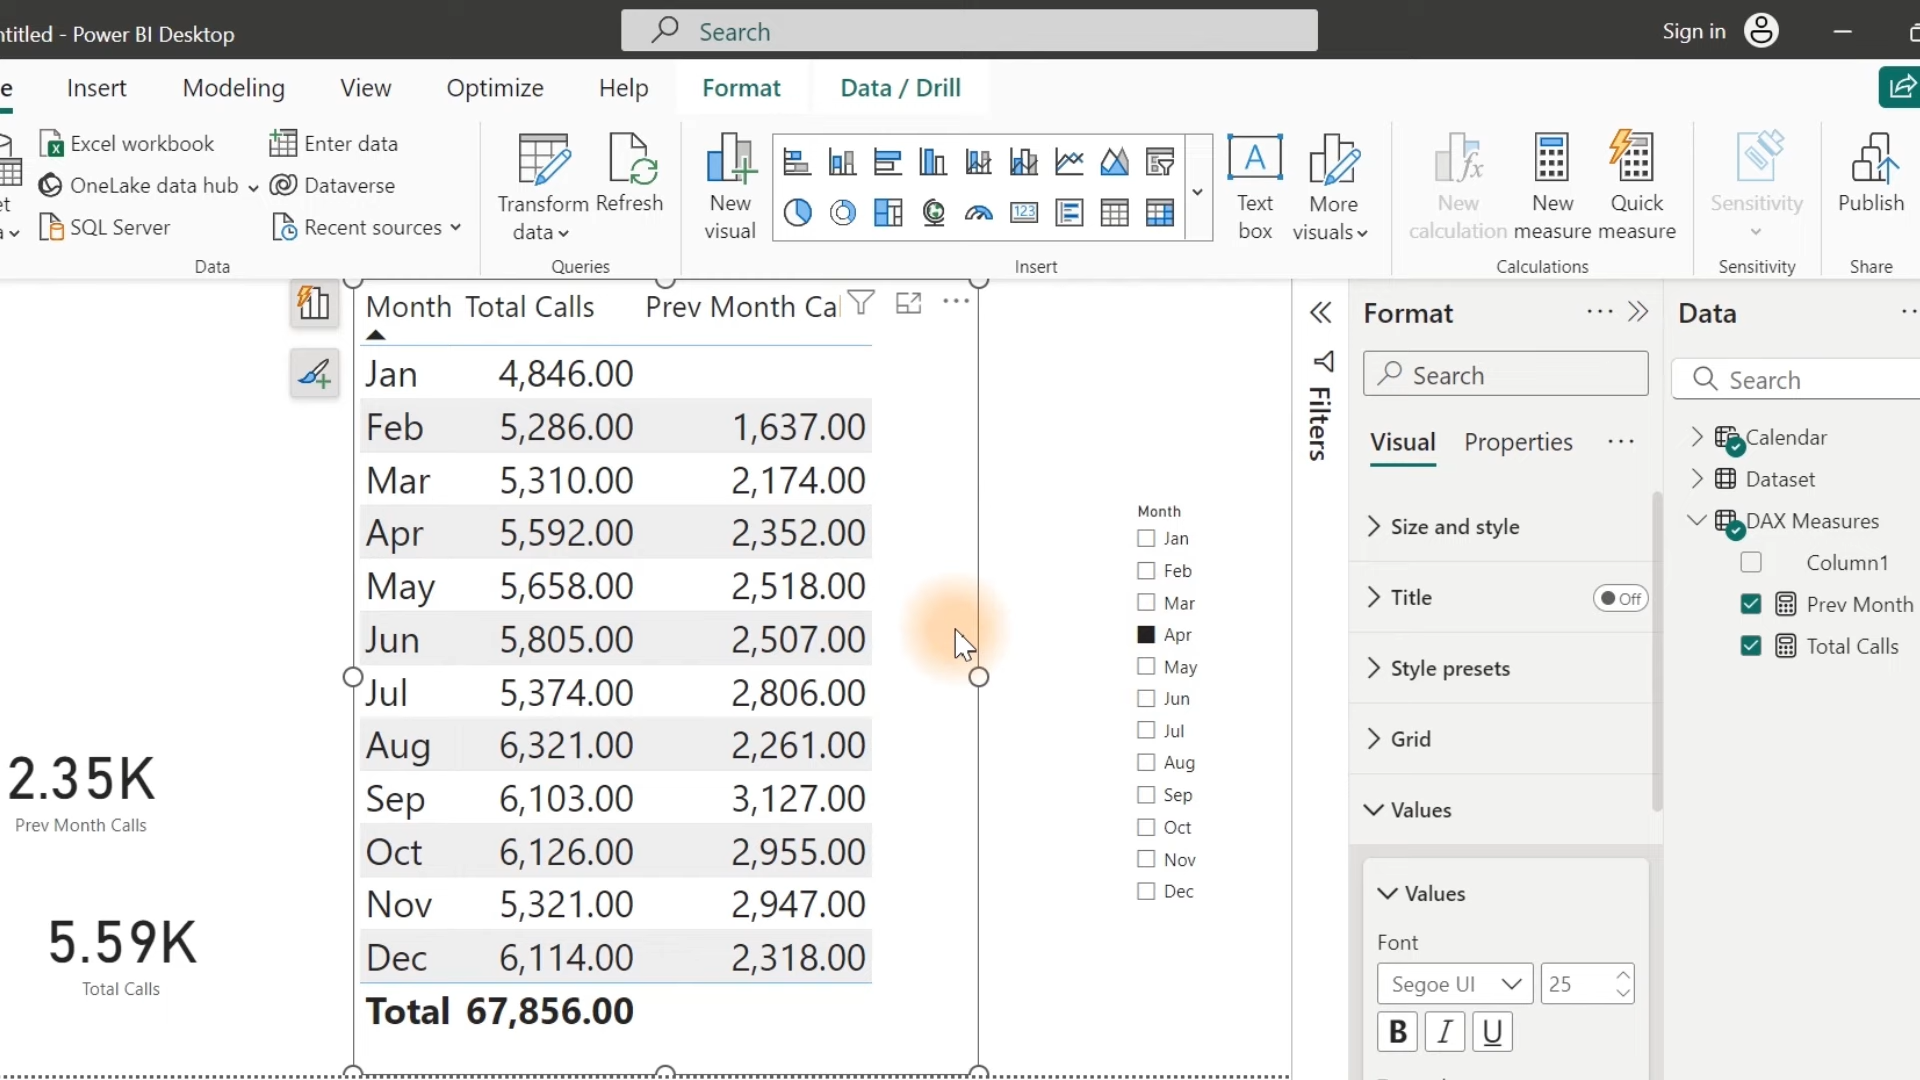 ntitled - Power BI Desktop
Search
Sign in
e
Insert
Modeling
View
Optimize
Help
Format
Data / Drill
Excel workbook
OneLake data hub
SQL Server
Enter data
Dataverse
Recent sources
Data
Transform data
Refresh
Queries
New visual
Text box
More visuals
Insert
New calculation
New measure
Quick measure
Calculations
Sensitivity
Sensitivity
Publish
Share
Month Total Calls Prev Month Cal
Jan 4,846.00
Feb 5,286.00 1,637.00
Mar 5,310.00 2,174.00
Apr 5,592.00 2,352.00
May 5,658.00 2,518.00
Jun 5,805.00 2,507.00
Jul 5,374.00 2,806.00
Aug 6,321.00 2,261.00
Sep 6,103.00 3,127.00
Oct 6,126.00 2,955.00
Nov 5,321.00 2,947.00
Dec 6,114.00 2,318.00
Total 67,856.00
2.35K
Prev Month Calls
5.59K
Total Calls
Month
Jan
Feb
Mar
Apr
May
Jun
Jul
Aug
Sep
Oct
Nov
Dec
Filters
Format
Search
Visual Properties
Size and style
Title Off
Style presets
Grid
Values
Values
Font
Segoe UI 25
B I U
Data
Search
Calendar
Dataset
DAX Measures
Column1
Prev Month
Total Calls